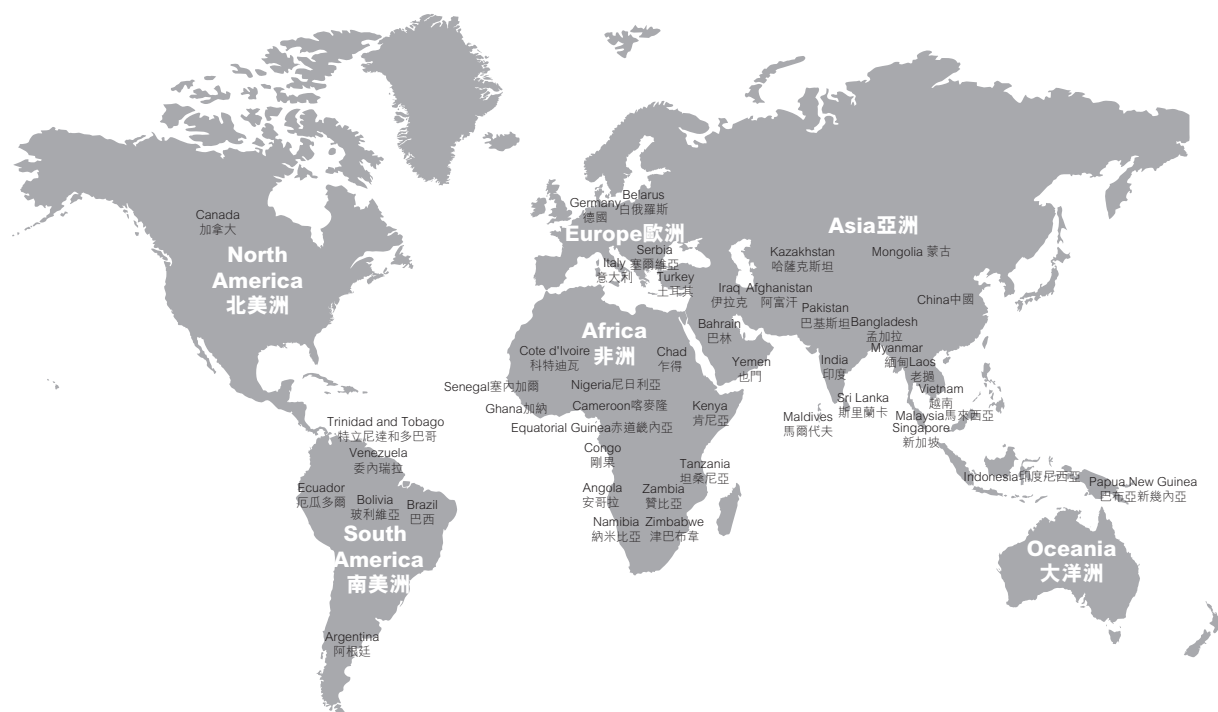 Canada
加拿大
North
America
北美洲
Trinidad and Tobago
特立尼達和多巴哥
Venezuela
委內瑞拉
Ecuador
厄瓜多爾
Bolivia
玻利維亞
Brazil
巴西
South
America
南美洲
Argentina
阿根廷
Germany
德國
Belarus
白俄羅斯
Europe歐洲
Serbia
塞爾維亞
Italy
意大利
Turkey
土耳其
Africa
非洲
Cote d'Ivoire
科特迪瓦
Chad
乍得
Senegal塞內加爾
Nigeria尼日利亞
Ghana加納
Cameroon喀麥隆
Kenya
肯尼亞
Equatorial Guinea赤道畿內亞
Congo
剛果
Tanzania
坦桑尼亞
Angola
安哥拉
Zambia
贊比亞
Namibia
納米比亞
Zimbabwe
津巴布韋
Asia亞洲
Kazakhstan
哈薩克斯坦
Mongolia 蒙古
Iraq
伊拉克
Afghanistan
阿富汗
China中國
Pakistan
巴基斯坦
Bahrain
巴林
Bangladesh
孟加拉
Myanmar
緬甸
Laos
老撾
Yemen
也門
India
印度
Vietnam
越南
Sri Lanka
斯里蘭卡
Maldives
馬爾代夫
Malaysia馬來西亞
Singapore
新加坡
Indonesia印度尼西亞
Papua New Guinea
巴布亞新幾內亞
Oceania
大洋洲